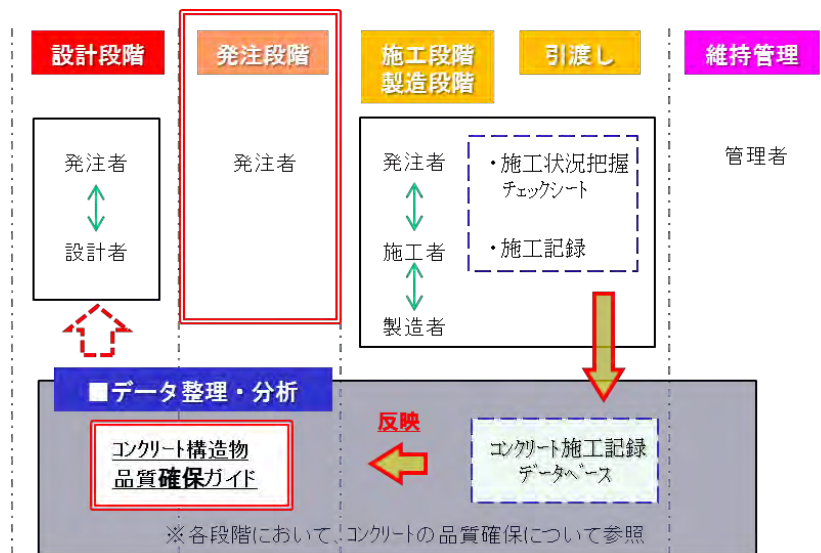 設計段階
発注段階
施工段階
製造段階
引渡し
維持管理
発注者
設計者
発注者
発注者
施工者
製造者
・施工状況把握
チェックシート
・施工記録
管理者
■データ整理・分析
コンクリート構造物
品質確保ガイド
反映
コンクリート施工記録
データベース
※各段階において、コンクリートの品質確保について参照